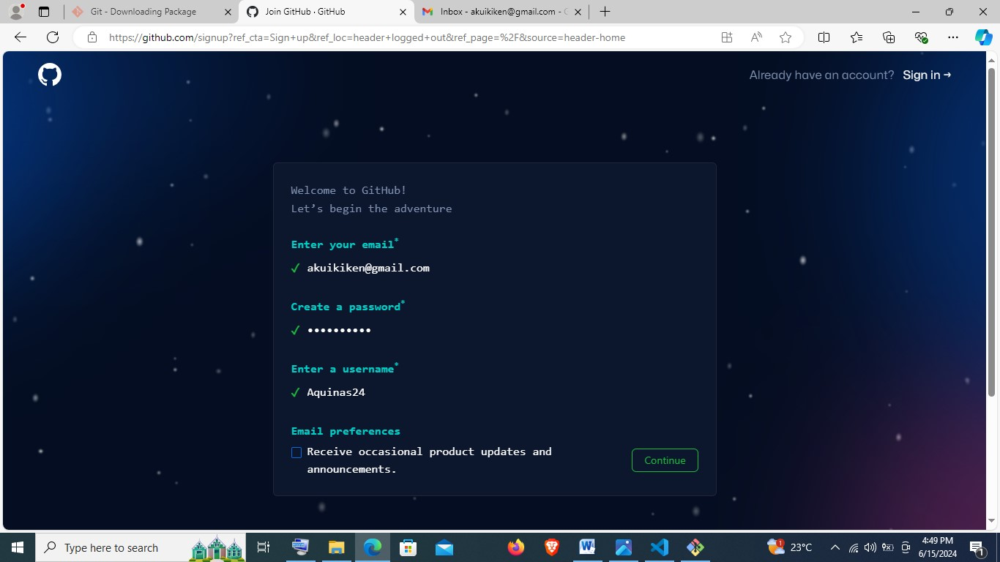 Git - Downloading Package
Join GitHub · GitHub
Inbox - akuikiken@gmail.com -
https://github.com/signup?ref_cta=Sign+up&ref_loc=header+logged+out&ref_page=%2F&source=header-home
Already have an account? Sign in →
Welcome to GitHub!
Let’s begin the adventure
Enter your email*
✓ akuikiken@gmail.com
Create a password*
✓ ••••••••••
Enter a username*
✓ Aquinas24
Email preferences
Receive occasional product updates and
announcements.
Continue
Type here to search
1
23°C
4:49 PM
6/15/2024
1